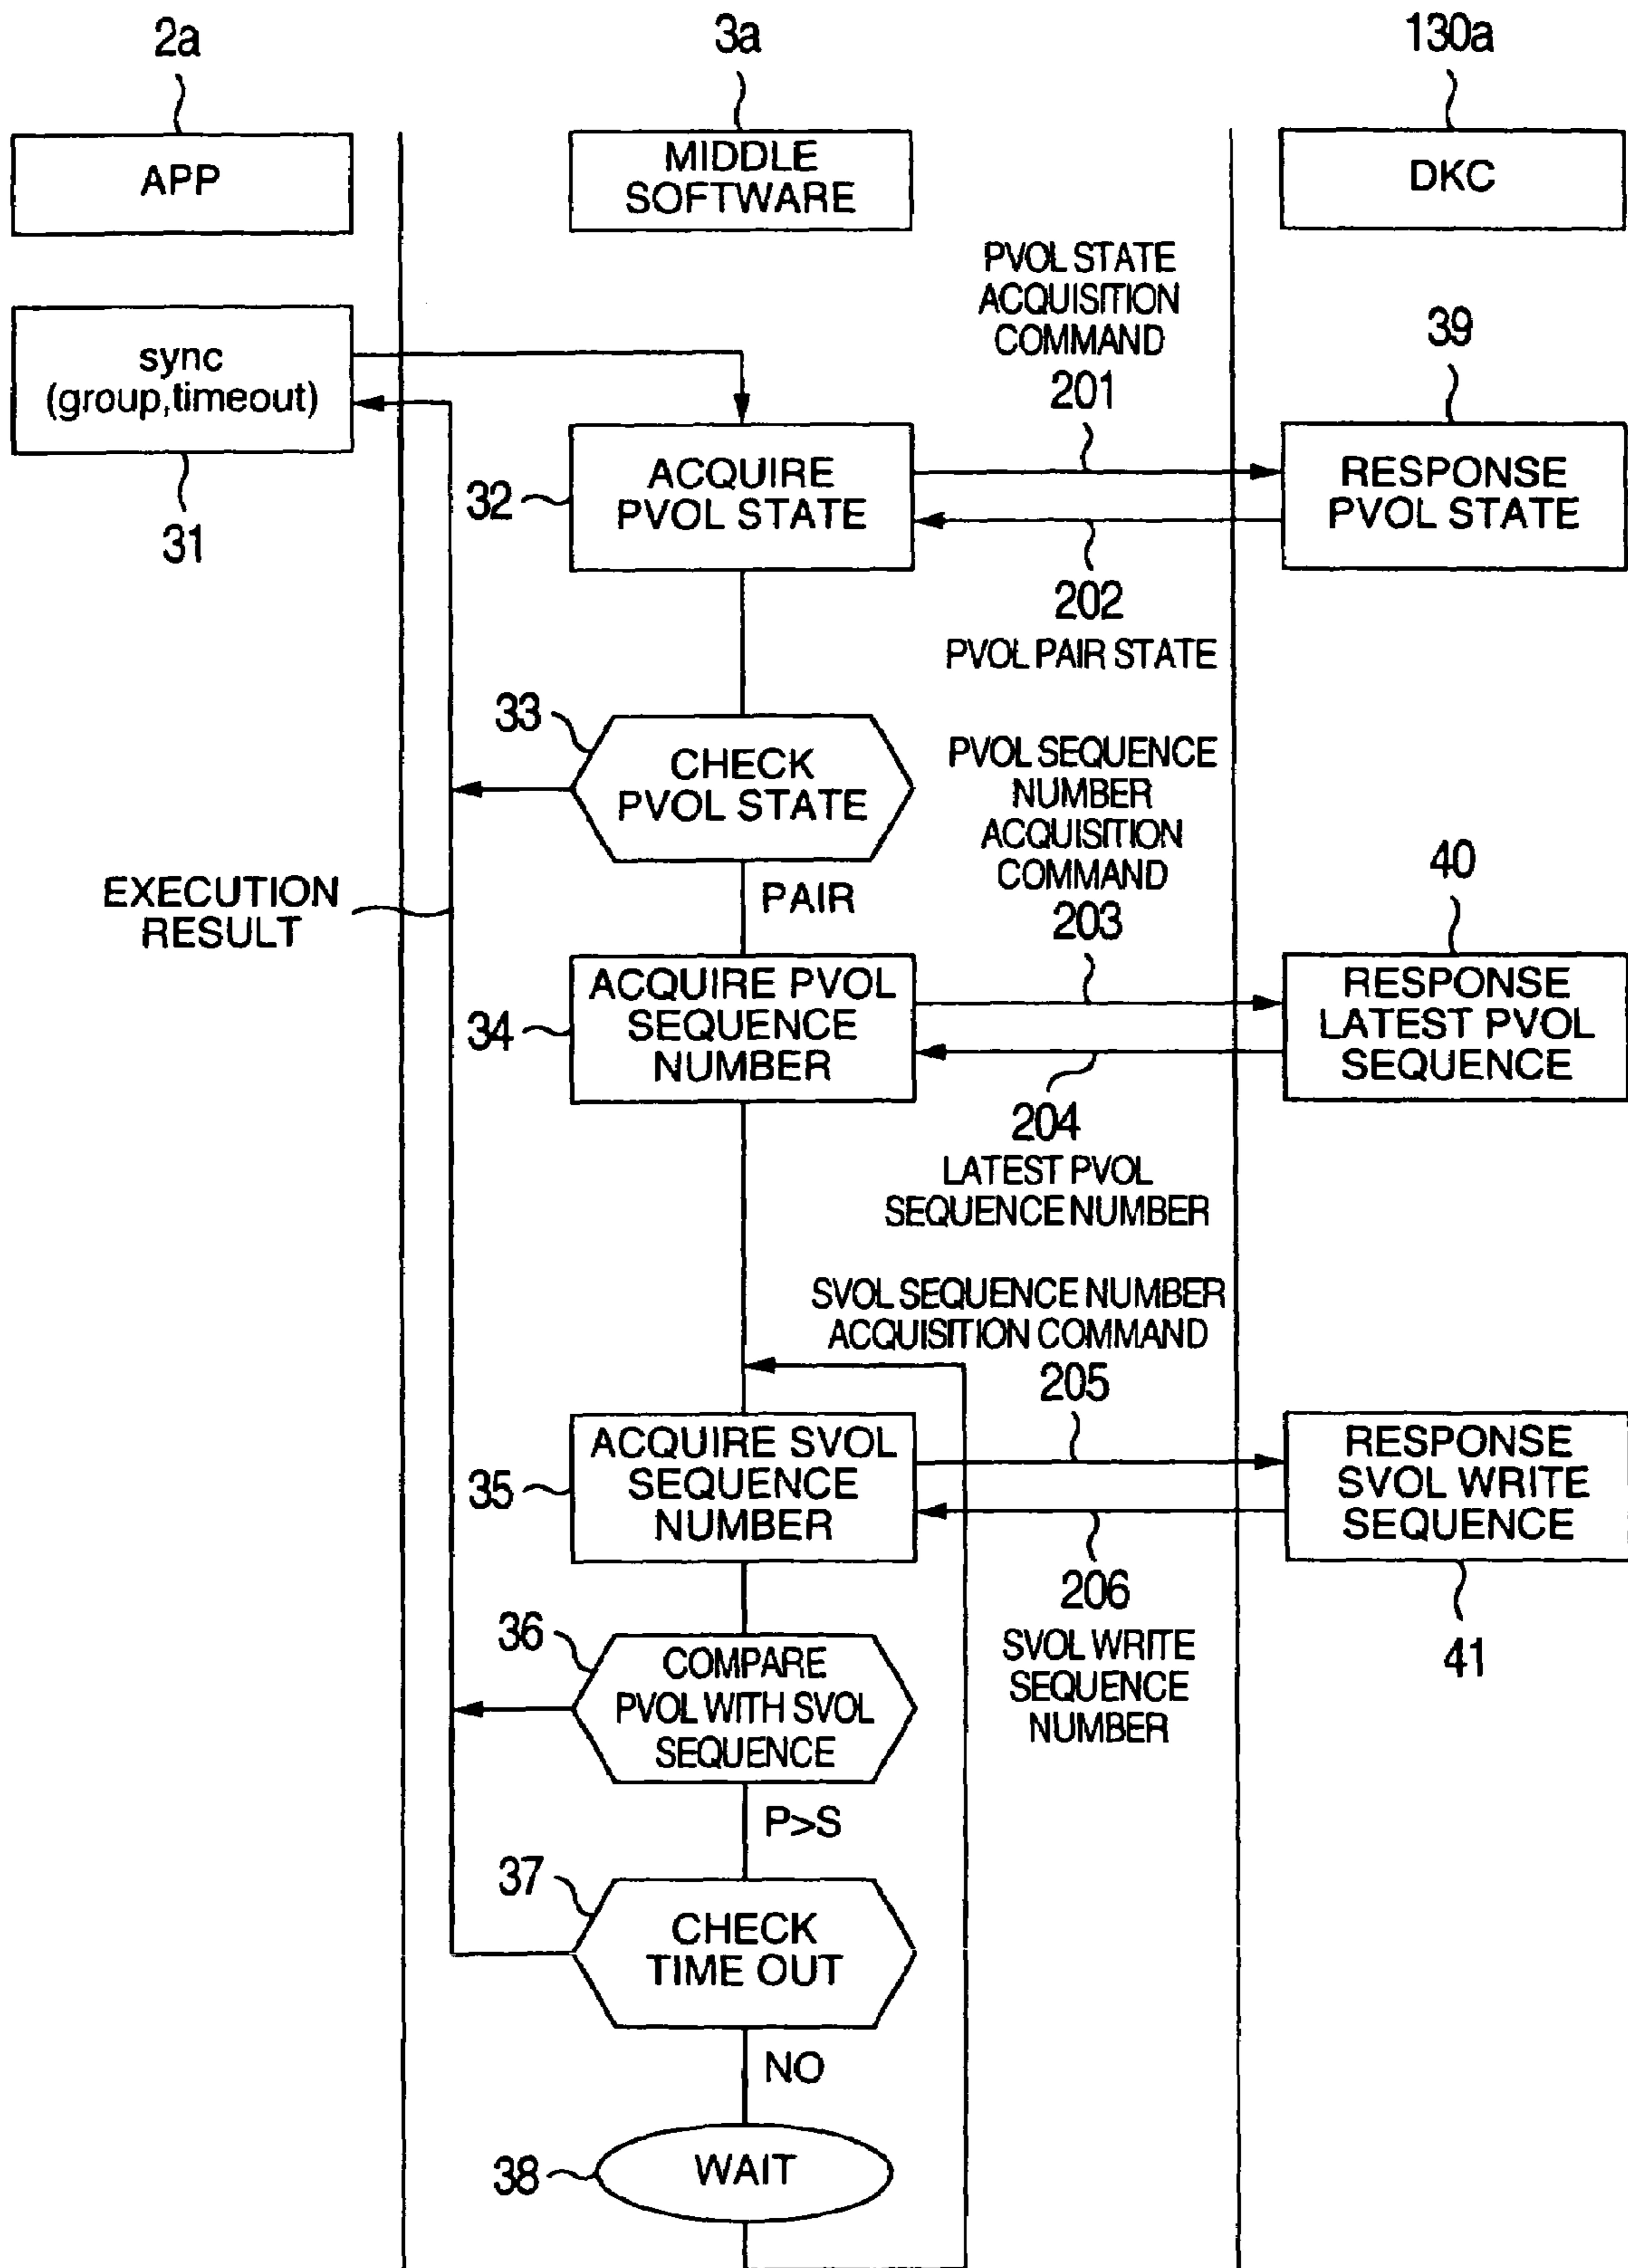 2a
3a
130a
APP
MIDDLE
SOFTWARE
DKC
PVOL STATE
ACQUISITION
COMMAND
201
39
sync
(group,timeout)
31
32
ACQUIRE
PVOL STATE
RESPONSE
PVOL STATE
202
PVOL PAIR STATE
33
CHECK
PVOL STATE
PVOL SEQUENCE
NUMBER
ACQUISITION
COMMAND
203
40
PAIR
EXECUTION
RESULT
34
ACQUIRE PVOL
SEQUENCE
NUMBER
RESPONSE
LATEST PVOL
SEQUENCE
204
LATEST PVOL
SEQUENCE NUMBER
SVOL SEQUENCE NUMBER
ACQUISITION COMMAND
205
35
ACQUIRE SVOL
SEQUENCE
NUMBER
RESPONSE
SVOL WRITE
SEQUENCE
206
SVOL WRITE
SEQUENCE
NUMBER
41
36
COMPARE
PVOL WITH SVOL
SEQUENCE
P>S
37
CHECK
TIME OUT
NO
38
WAIT